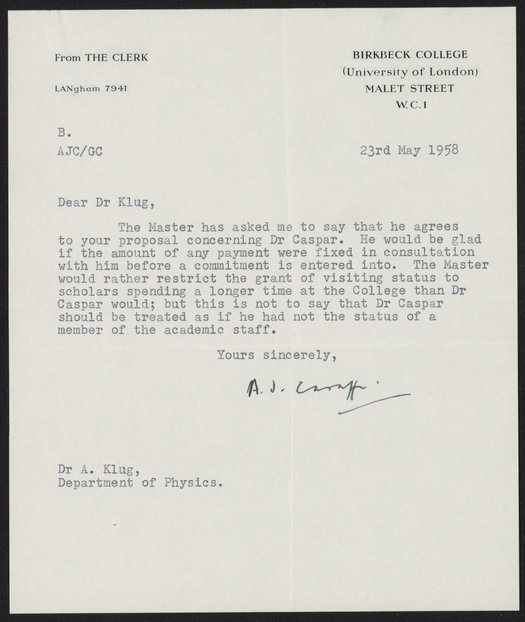 From THE CLERK
LANgham 7941
BIRKBECK COLLEGE
(University of London)
MALET STREET
W.C.1
B.
AJC/GC
23rd May 1958
Dear Dr Klug,
The Master has asked me to say that he agrees
to your proposal concerning Dr Caspar. He would be glad
if the amount of any payment were fixed in consultation
with him before a commitment is entered into. The Master
would rather restrict the grant of visiting status to
scholars spending a longer time at the College than Dr
Caspar would; but this is not to say that Dr Caspar
should be treated as if he had not the status of a
member of the academic staff.
Yours sincerely,
A. J. Caraffi.
Dr A. Klug,
Department of Physics.